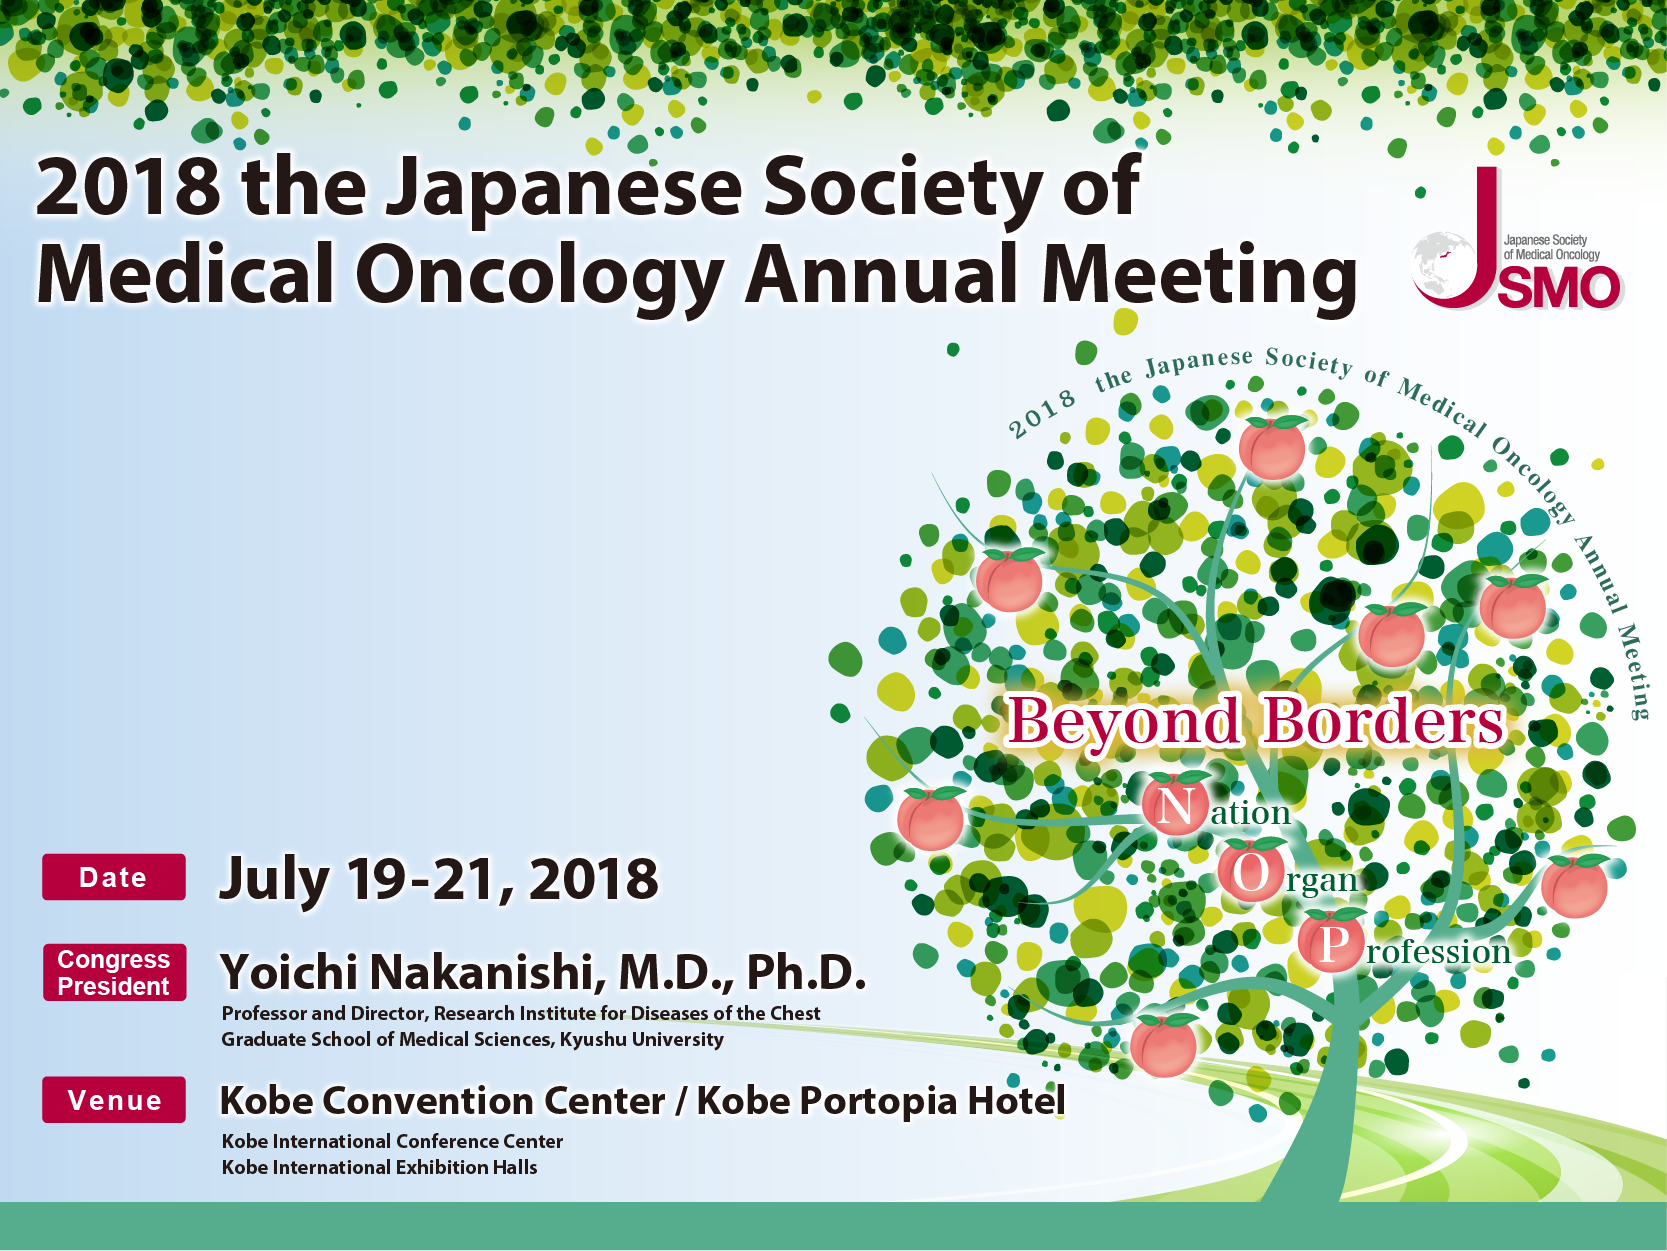 2018 the Japanese Society of
Medical Oncology Annual Meeting
Japanese Society
of Medical Oncology
JSMO
2018 the Japanese Society of Medical Oncology Annual Meeting
Beyond Borders
Nation
Organ
Profession
Date
July 19-21, 2018
Congress
President
Yoichi Nakanishi, M.D., Ph.D.
Professor and Director, Research Institute for Diseases of the Chest
Graduate School of Medical Sciences, Kyushu University
Venue
Kobe Convention Center / Kobe Portopia Hotel
Kobe International Conference Center
Kobe International Exhibition Halls